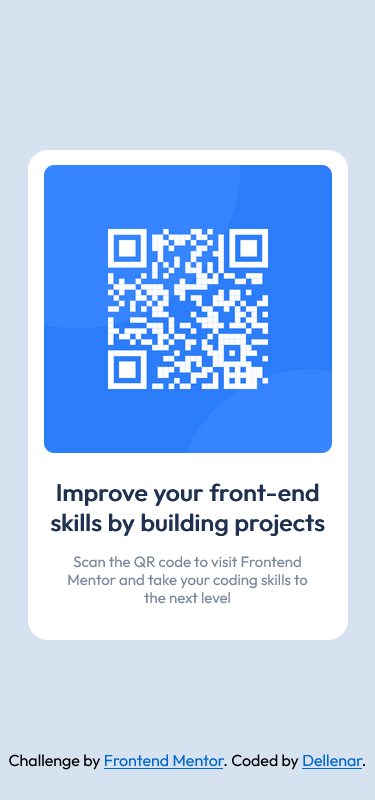 Improve your front-end
skills by building projects
Scan the QR code to visit Frontend
Mentor and take your coding skills to
the next level
Challenge by Frontend Mentor. Coded by Dellenar.